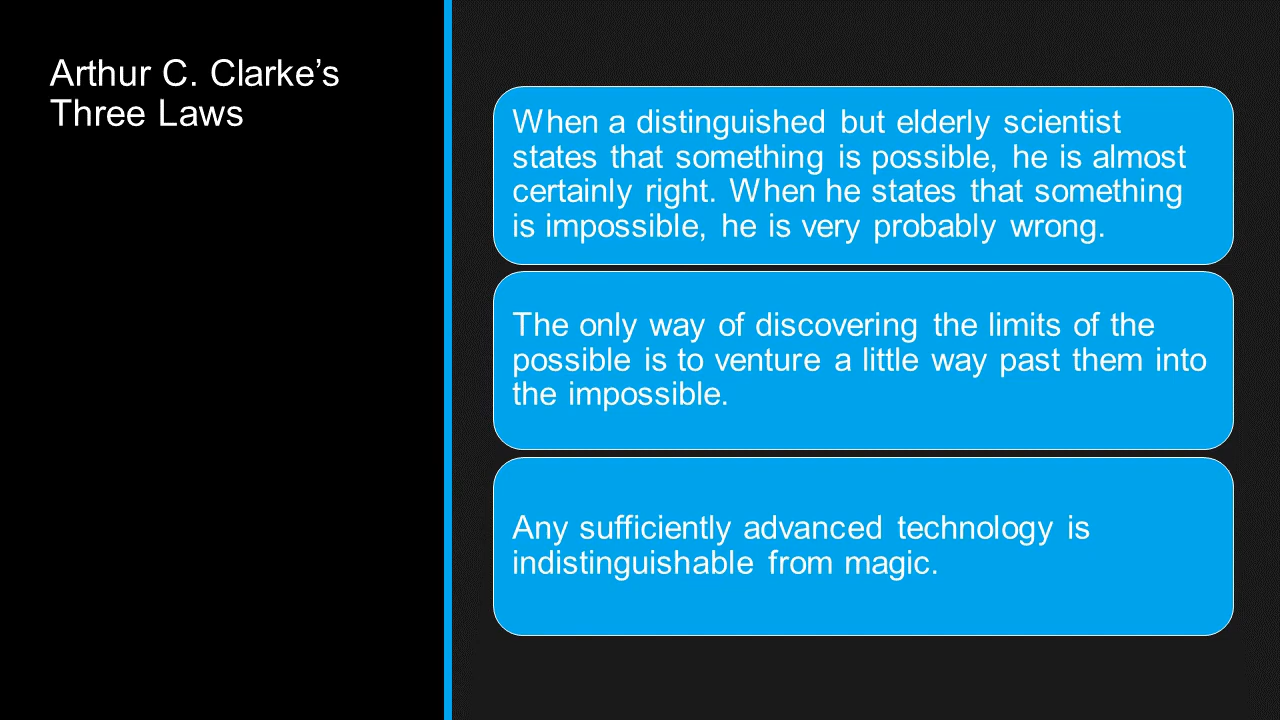 Arthur C. Clarke’s
Three Laws
When a distinguished but elderly scientist
states that something is possible, he is almost
certainly right. When he states that something
is impossible, he is very probably wrong.
The only way of discovering the limits of the
possible is to venture a little way past them into
the impossible.
Any sufficiently advanced technology is
indistinguishable from magic.